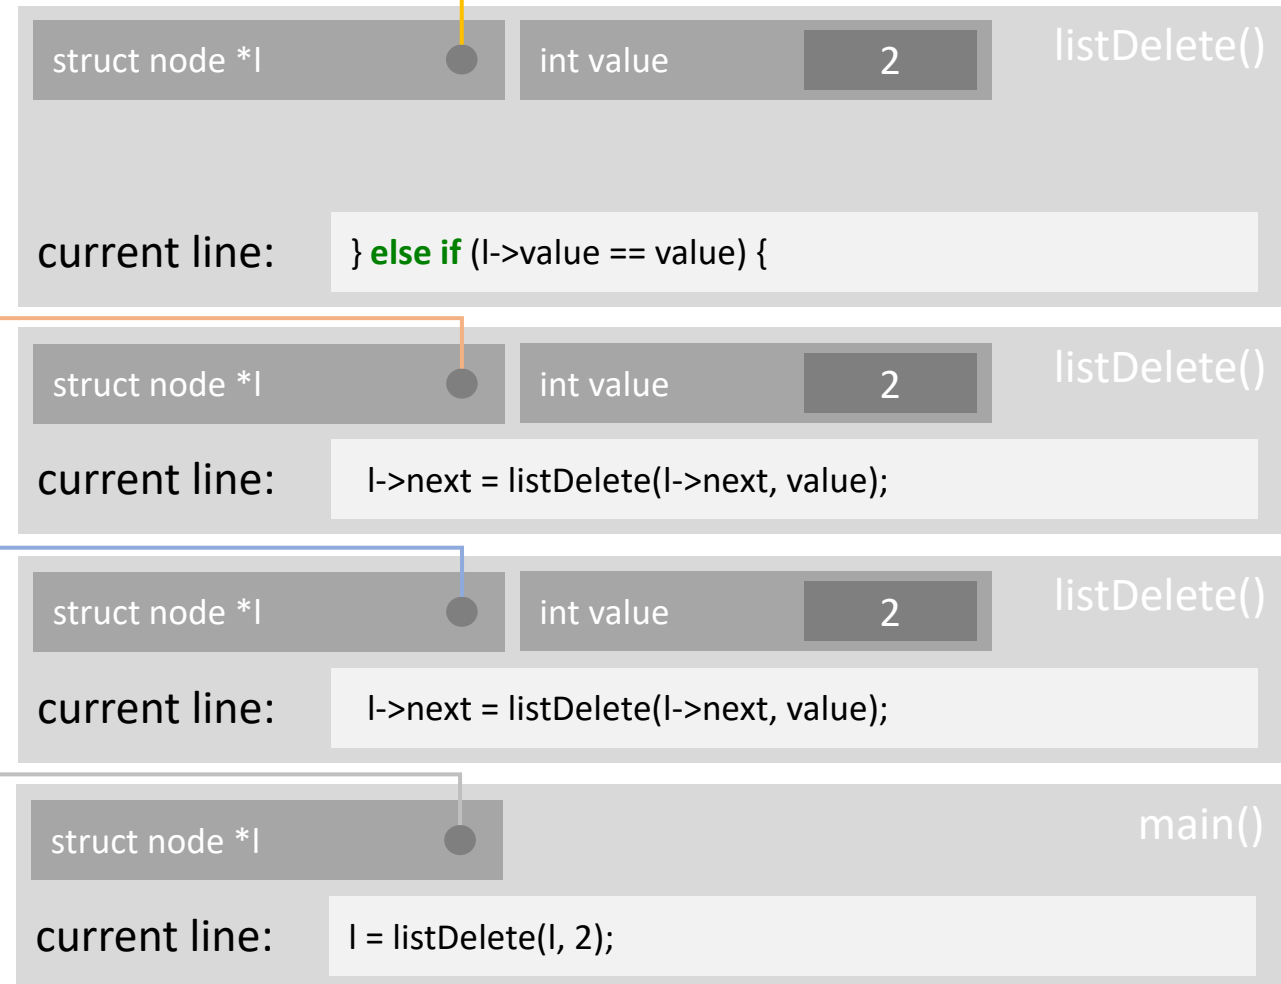 struct node *l int value 2 listDelete()
current line: } else if (l->value == value) {
struct node *l int value 2 listDelete()
current line: l->next = listDelete(l->next, value);
struct node *l int value 2 listDelete()
current line: l->next = listDelete(l->next, value);
struct node *l main()
current line: l = listDelete(l, 2);